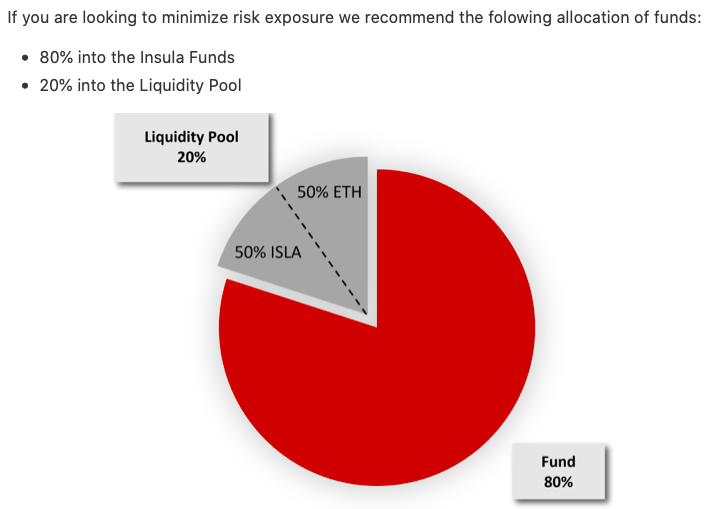 If you are looking to minimize risk exposure we recommend the folowing allocation of funds:
• 80% into the Insula Funds
• 20% into the Liquidity Pool
Liquidity Pool
20%
50% ETH
50% ISLA
Fund
80%